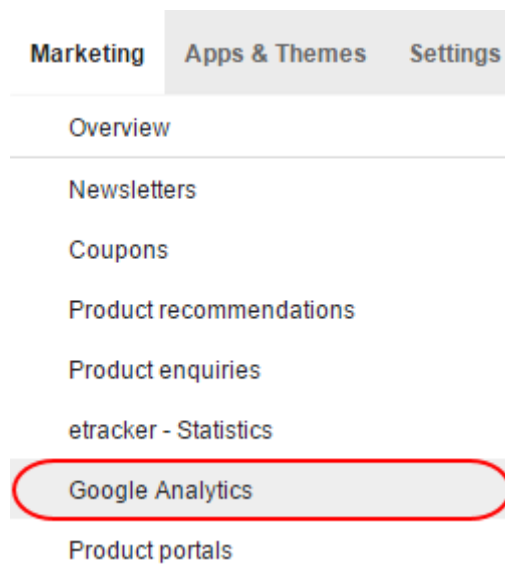 Marketing Apps & Themes Settings
Overview
Newsletters
Coupons
Product recommendations
Product enquiries
etracker - Statistics
Google Analytics
Product portals